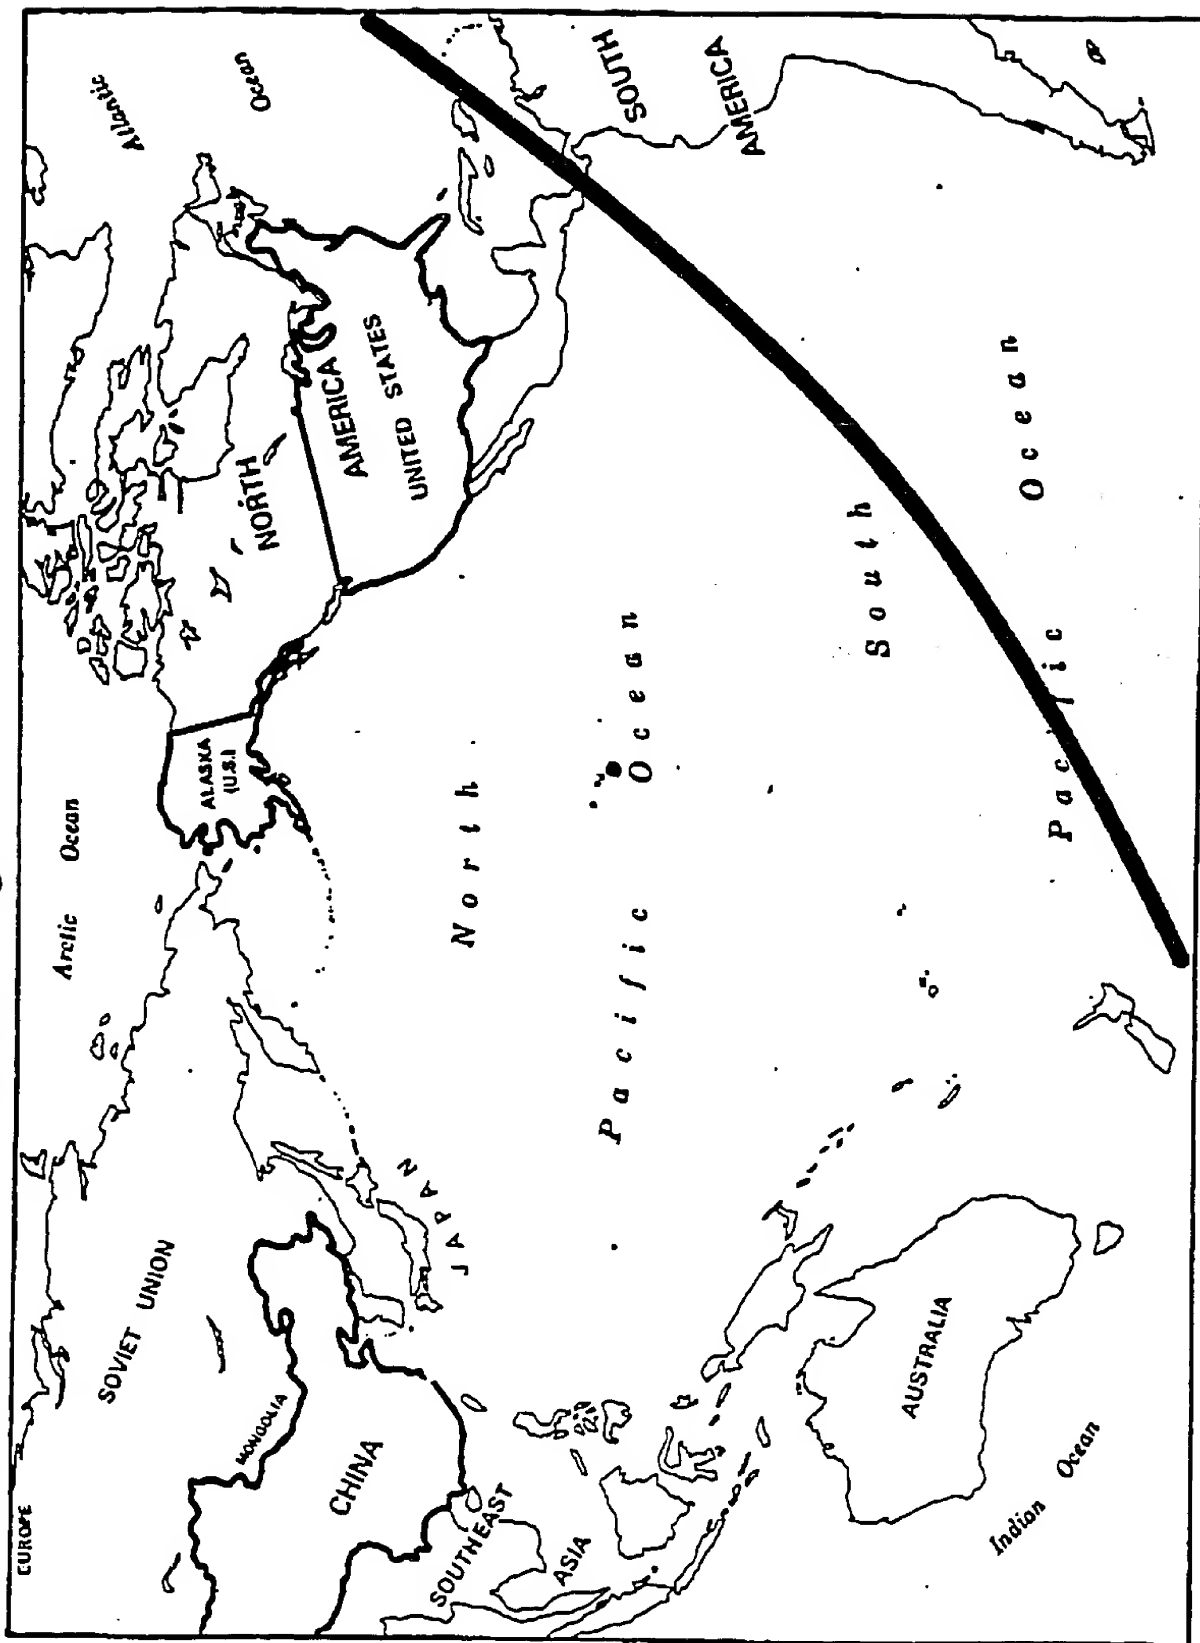 EUROPE
Arctic Ocean
Atlantic
Ocean
SOVIET UNION
ALASKA
(U.S.)
NORTH
AMERICA
UNITED STATES
MONGOLIA
CHINA
JAPAN
North
Pacific Ocean
SOUTHEAST
ASIA
SOUTH
AMERICA
South
Pacific Ocean
AUSTRALIA
Indian Ocean